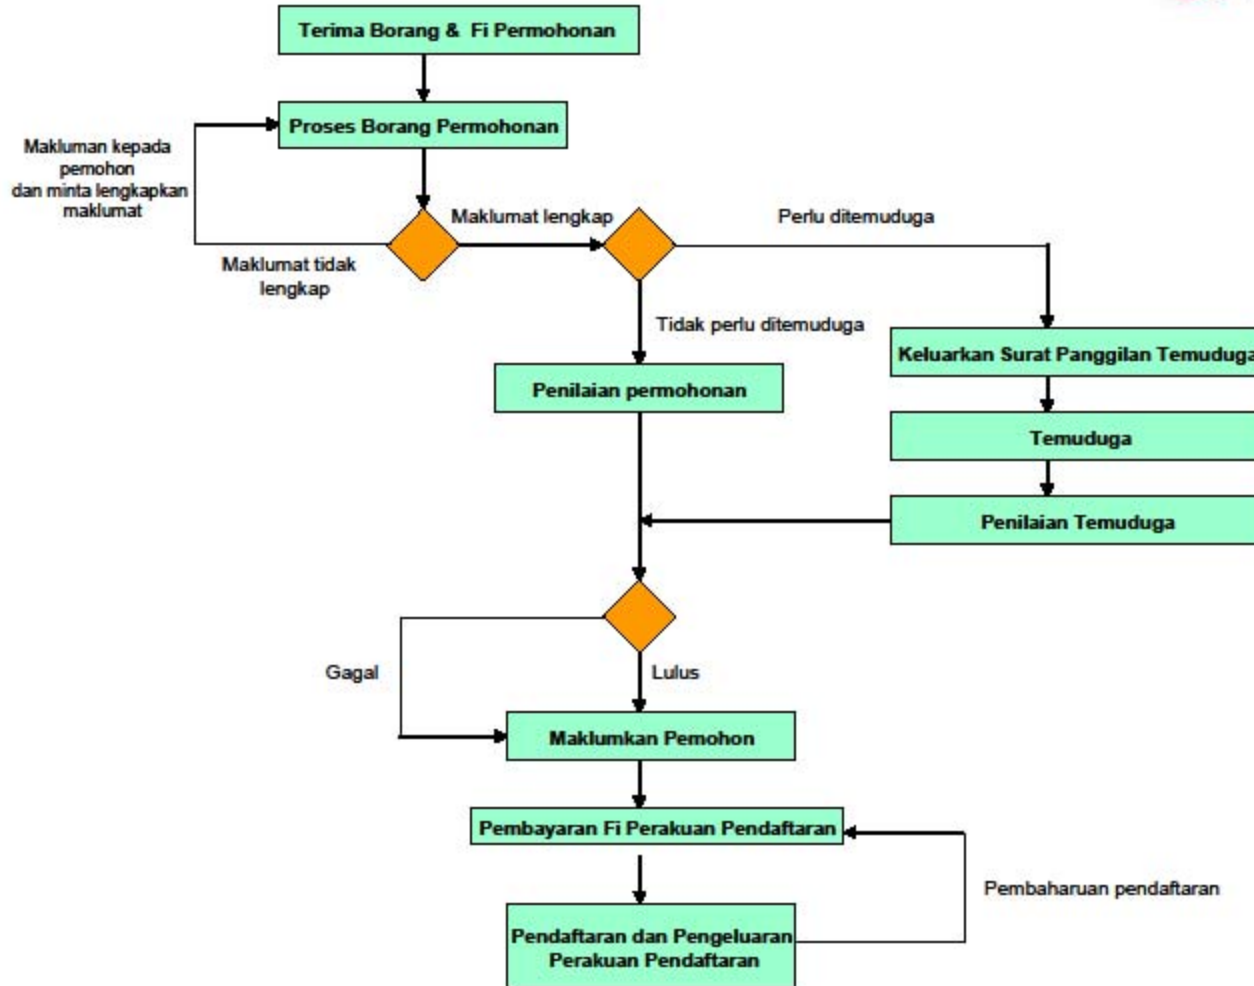 Terima Borang & Fi Permohonan
Proses Borang Permohonan
Makluman kepada
pemohon
dan minta lengkapkan
maklumat
Maklumat lengkap
Perlu ditemuduga
Maklumat tidak
lengkap
Tidak perlu ditemuduga
Keluarkan Surat Panggilan Temuduga
Penilaian permohonan
Temuduga
Penilaian Temuduga
Gagal
Lulus
Maklumkan Pemohon
Pembayaran Fi Perakuan Pendaftaran
Pembaharuan pendaftaran
Pendaftaran dan Pengeluaran
Perakuan Pendaftaran